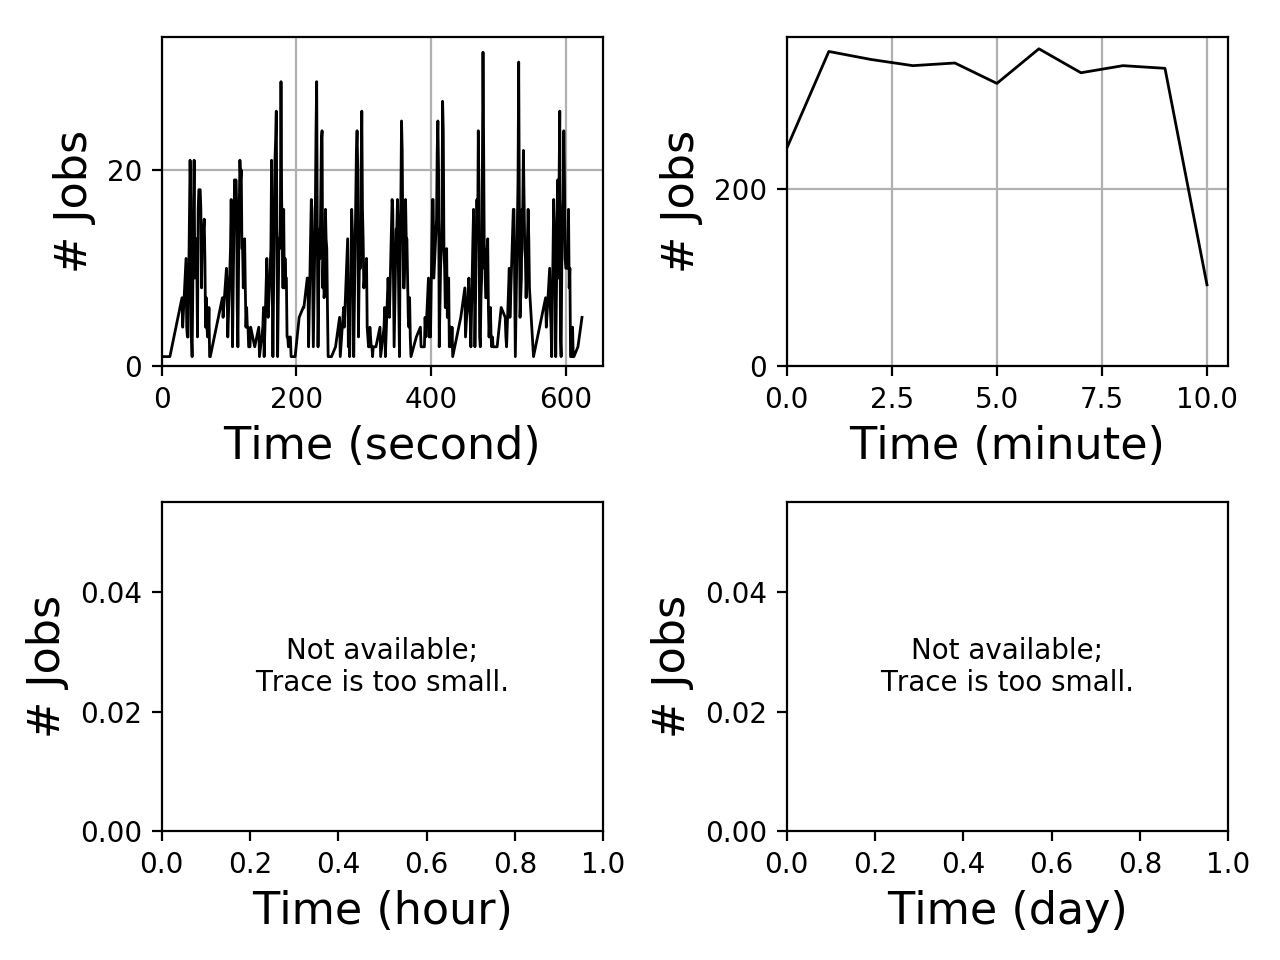 # Jobs
20
0
0
200
400
600
Time (second)
# Jobs
200
0
0.0
2.5
5.0
7.5
10.0
Time (minute)
# Jobs
0.04
0.02
0.00
Not available;
Trace is too small.
0.0
0.2
0.4
0.6
0.8
1.0
Time (hour)
# Jobs
0.04
0.02
0.00
Not available;
Trace is too small.
0.0
0.2
0.4
0.6
0.8
1.0
Time (day)